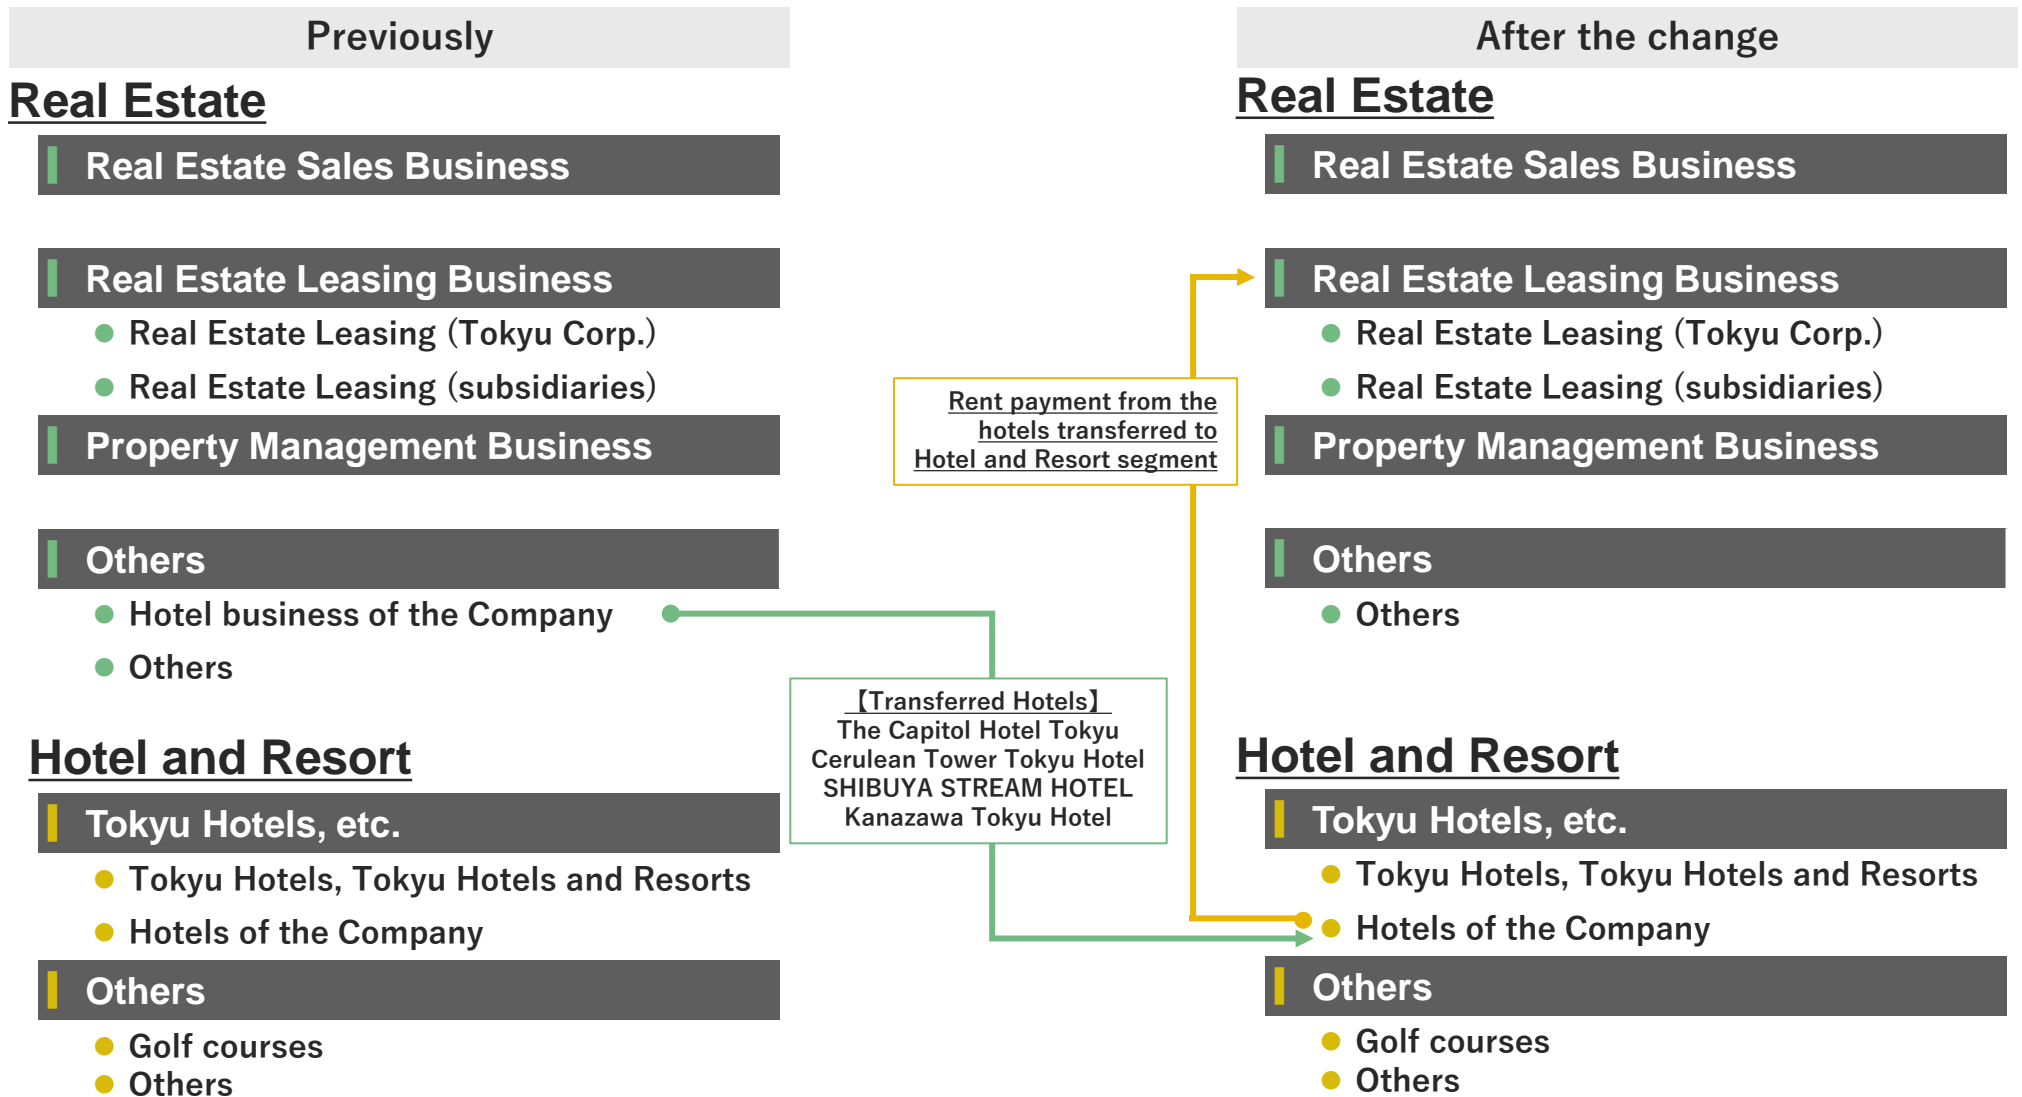 Previously
Real Estate
Real Estate Sales Business
Real Estate Leasing Business
Real Estate Leasing (Tokyu Corp.)
Real Estate Leasing (subsidiaries)
Property Management Business
Others
Hotel business of the Company
Others
Hotel and Resort
Tokyu Hotels, etc.
Tokyu Hotels, Tokyu Hotels and Resorts
Hotels of the Company
Others
Golf courses
Others
Rent payment from the
hotels transferred to
Hotel and Resort segment
【Transferred Hotels】
The Capitol Hotel Tokyu
Cerulean Tower Tokyu Hotel
SHIBUYA STREAM HOTEL
Kanazawa Tokyu Hotel
After the change
Real Estate
Real Estate Sales Business
Real Estate Leasing Business
Real Estate Leasing (Tokyu Corp.)
Real Estate Leasing (subsidiaries)
Property Management Business
Others
Others
Hotel and Resort
Tokyu Hotels, etc.
Tokyu Hotels, Tokyu Hotels and Resorts
Hotels of the Company
Others
Golf courses
Others